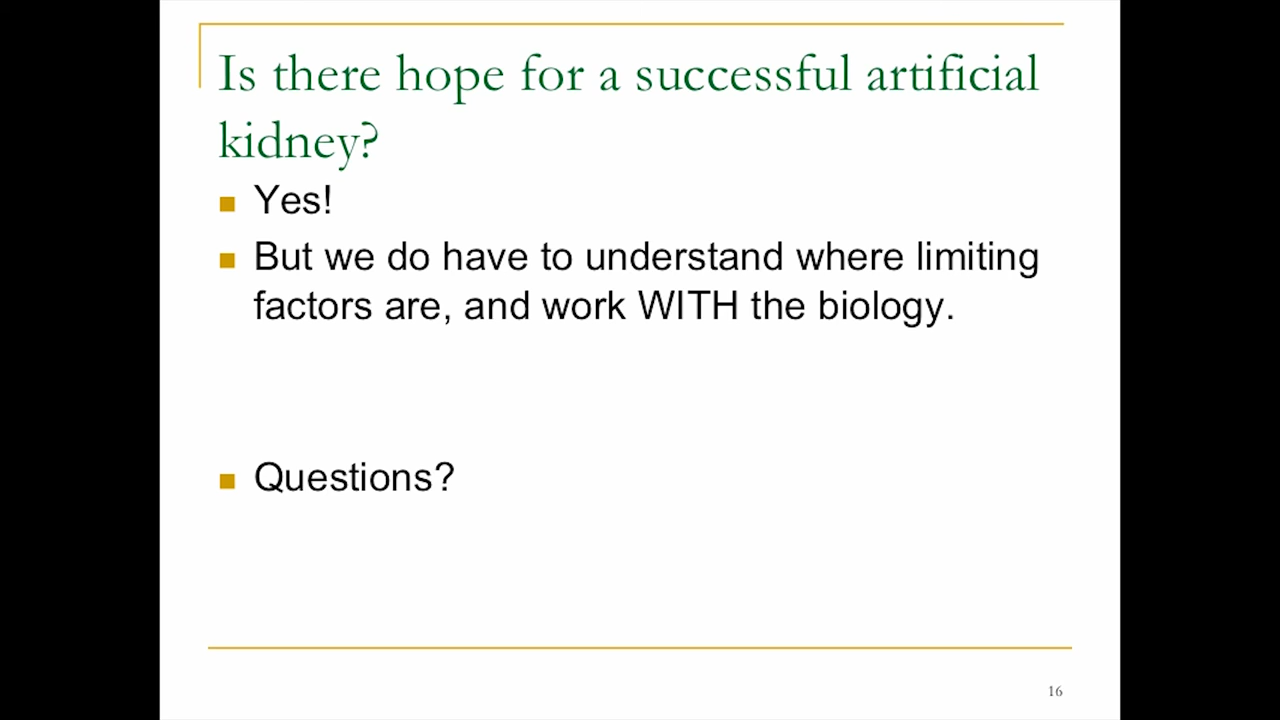 Is there hope for a successful artificial
kidney?
Yes!
But we do have to understand where limiting
factors are, and work WITH the biology.
Questions?
16